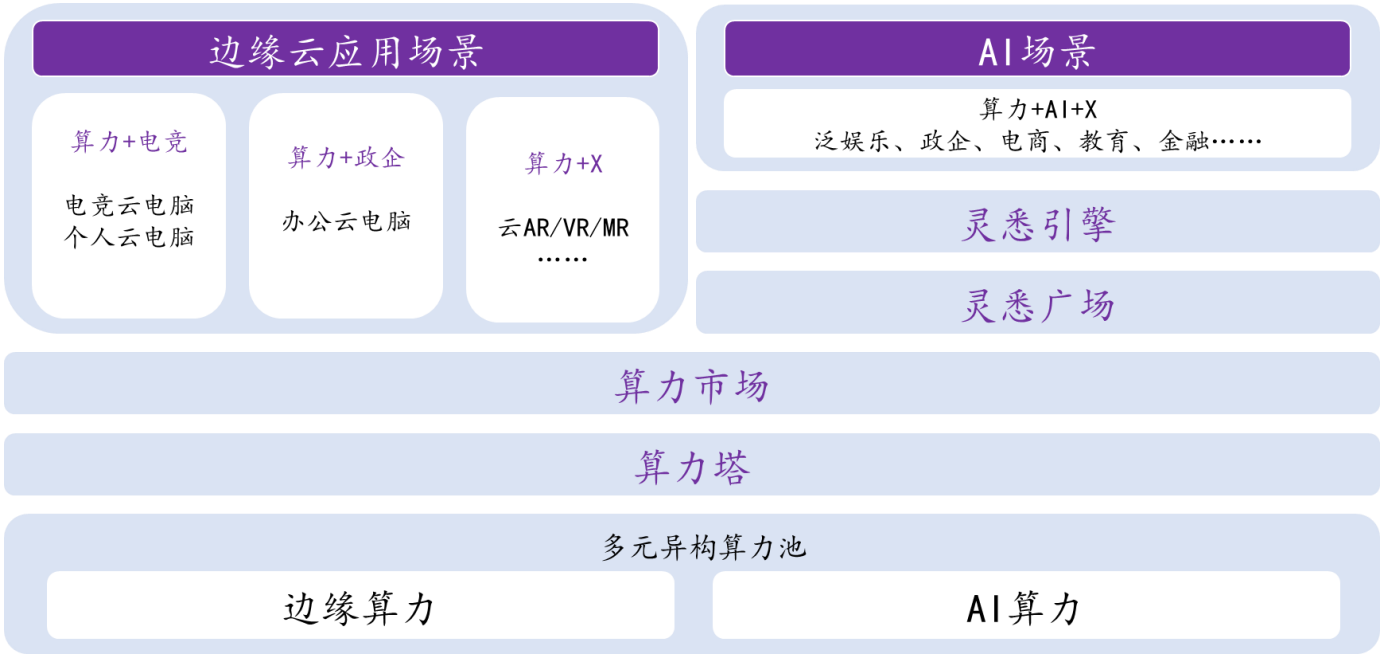 边缘云应用场景
算力+电竞
电竞云电脑
个人云电脑
算力+政企
办公云电脑
算力+X
云AR/VR/MR
……
AI场景
算力+AI+X
泛娱乐、政企、电商、教育、金融……
灵悉引擎
灵悉广场
算力市场
算力塔
多元异构算力池
边缘算力
AI算力